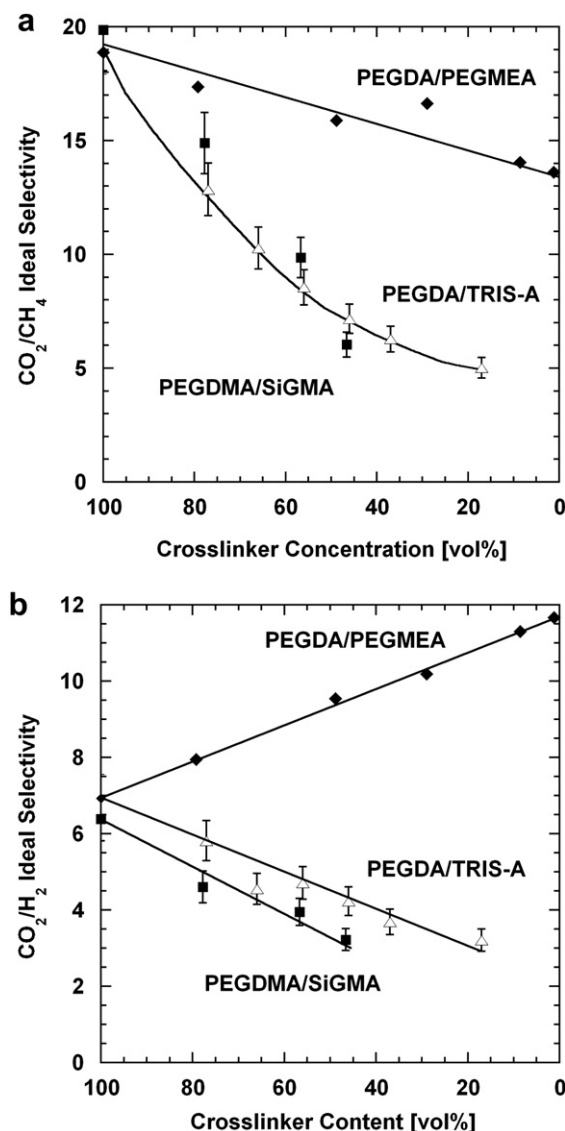 a
20
15
10
5
0
CO2/CH4 Ideal Selectivity
PEGDA/PEGMEA
PEGDA/TRIS-A
PEGDMA/SiGMA
100 80 60 40 20 0
Crosslinker Concentration [vol%]
b
12
10
8
6
4
2
0
CO2/H2 Ideal Selectivity
PEGDA/PEGMEA
PEGDA/TRIS-A
PEGDMA/SiGMA
100 80 60 40 20 0
Crosslinker Content [vol%]